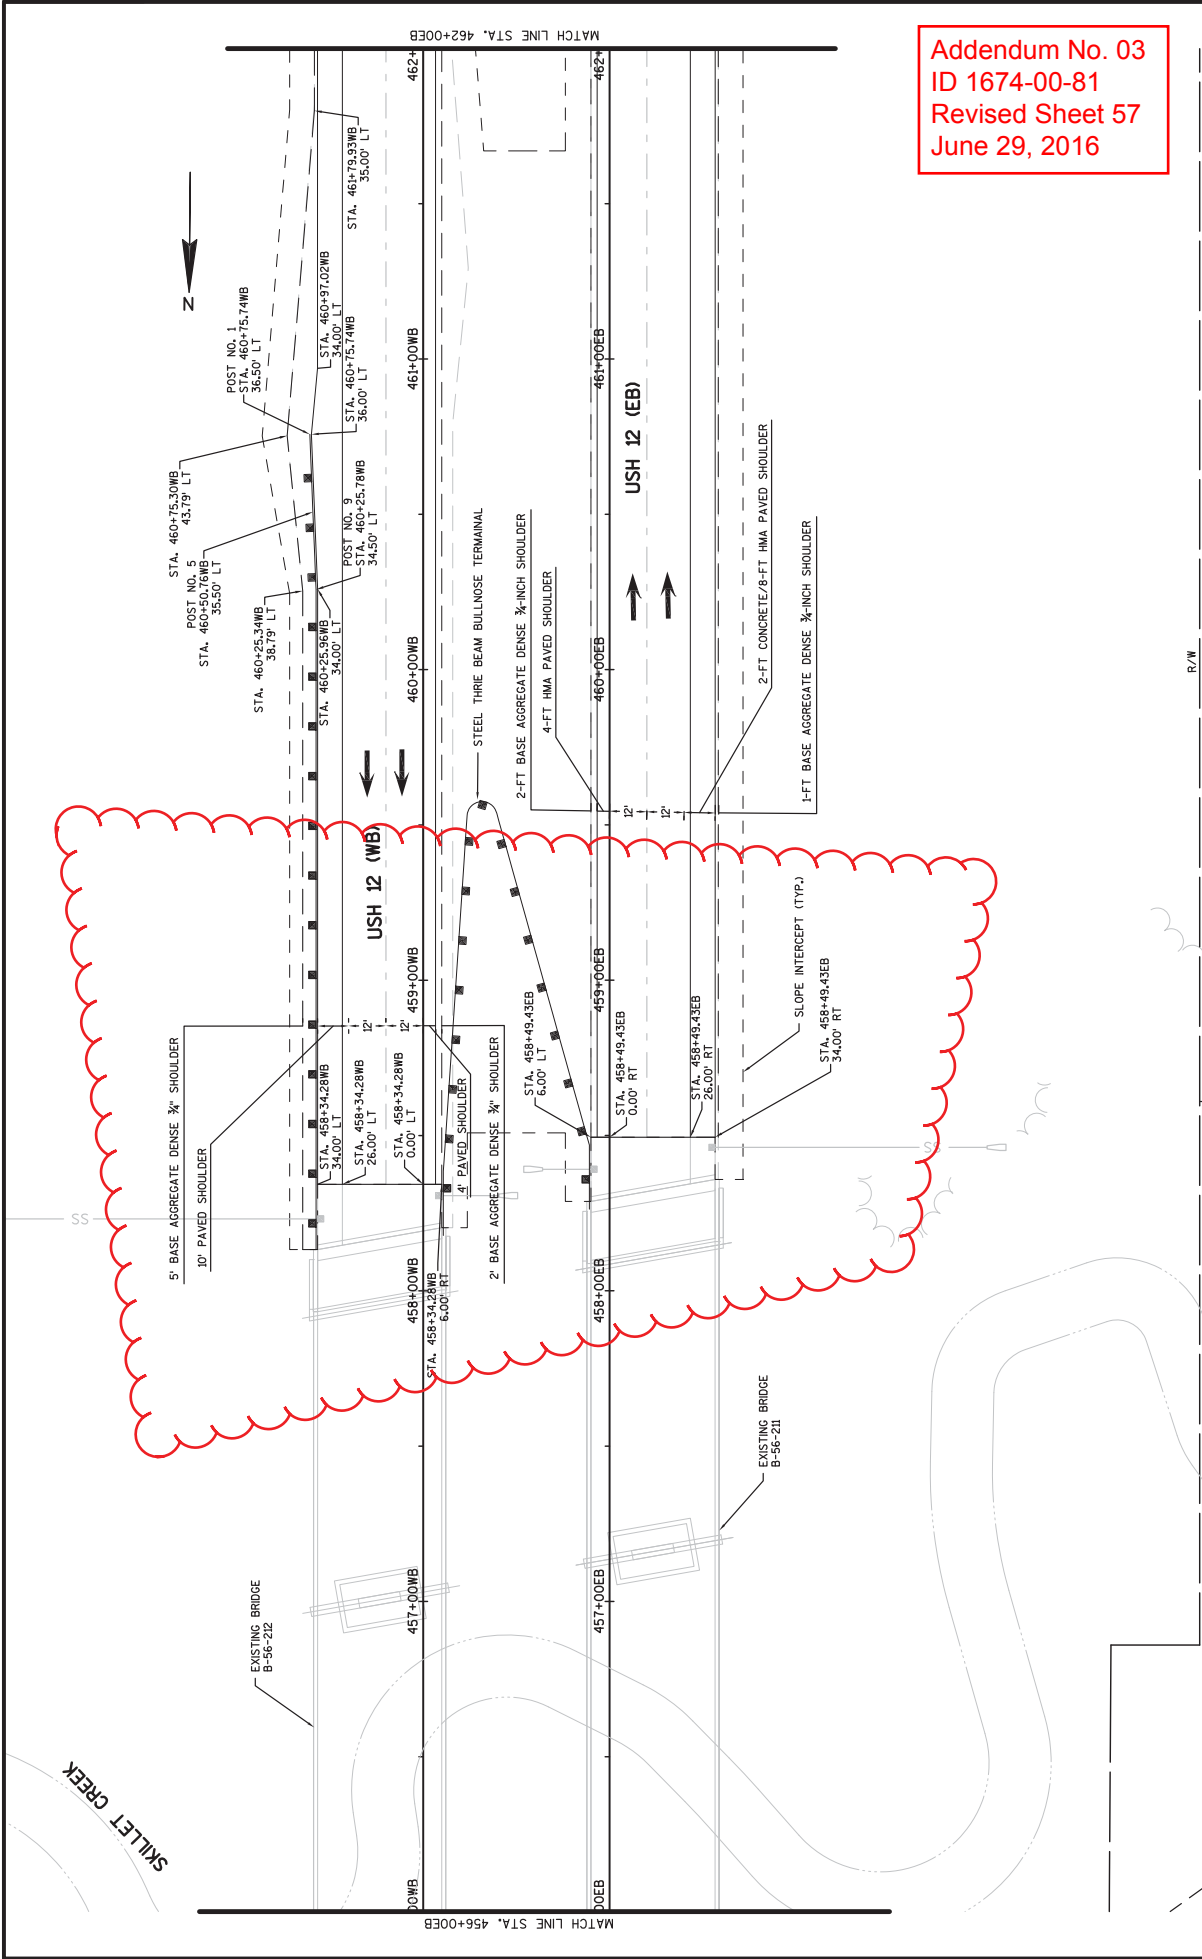 Addendum No. 03
ID 1674-00-81
Revised Sheet 57
June 29, 2016
MATCH LINE STA. 462+00EB
462+
462+
N
STA. 461+79.93WB
35.00' LT
STA. 460+97.02WB
34.00' LT
POST NO. 1
STA. 460+75.74WB
36.50' LT
STA. 460+75.74WB
36.00' LT
STA. 460+75.30WB
43.79' LT
POST NO. 5
STA. 460+50.76WB
35.50' LT
POST NO. 9
STA. 460+25.78WB
34.50' LT
STA. 460+25.34WB
38.79' LT
STA. 460+25.96WB
34.00' LT
461+00WB
461+00EB
USH 12 (EB)
460+00WB
460+00EB
STEEL THRIE BEAM BULLNOSE TERMAINAL
2-FT BASE AGGREGATE DENSE ¾-INCH SHOULDER
4-FT HMA PAVED SHOULDER
12'
12'
2-FT CONCRETE/8-FT HMA PAVED SHOULDER
1-FT BASE AGGREGATE DENSE ¾-INCH SHOULDER
R/W
USH 12 (WB)
459+00WB
459+00EB
5' BASE AGGREGATE DENSE ¾" SHOULDER
10' PAVED SHOULDER
12'
12'
4' PAVED SHOULDER
2' BASE AGGREGATE DENSE ¾" SHOULDER
STA. 458+34.28WB
34.00' LT
STA. 458+34.28WB
26.00' LT
STA. 458+34.28WB
0.00' LT
STA. 458+34.28WB
6.00' RT
STA. 458+49.43EB
6.00' LT
STA. 458+49.43EB
0.00' RT
STA. 458+49.43EB
26.00' RT
SLOPE INTERCEPT (TYP.)
STA. 458+49.43EB
34.00' RT
SS
SS
458+00WB
458+00EB
EXISTING BRIDGE
B-56-211
457+00WB
457+00EB
EXISTING BRIDGE
B-56-212
SKILLET CREEK
00WB
00EB
MATCH LINE STA. 456+00EB